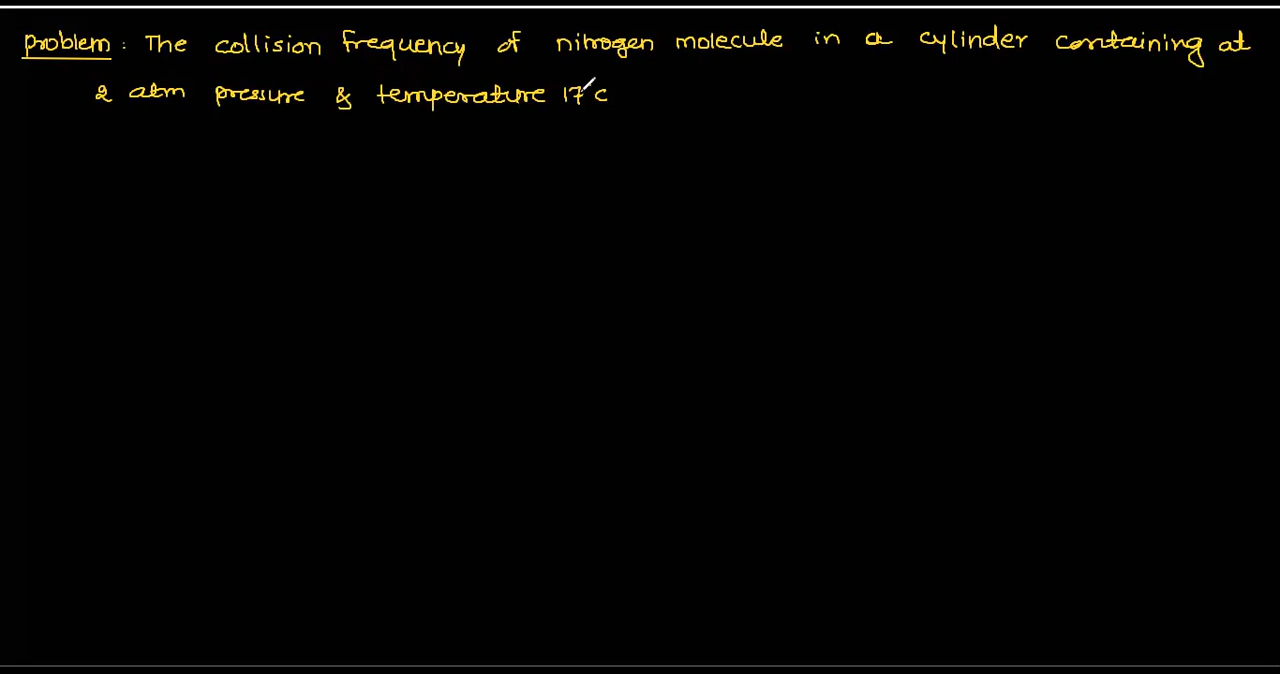 Problem : The collision frequency of nitrogen molecule in a cylinder containing at
2 atm pressure & temperature 17°c